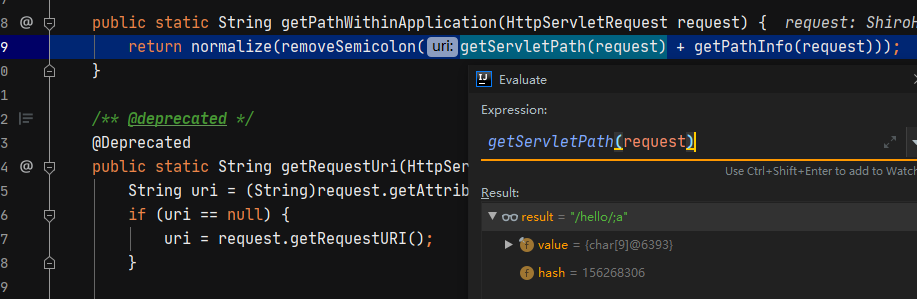 8 @ public static String getPathWithinApplication(HttpServletRequest request) { request: ShiroH
9 return normalize(removeSemicolon( uri: getServletPath(request) + getPathInfo(request)));
0 }
1
2 /** @deprecated */
3 @Deprecated
4 @ public static String getRequestUri(HttpSer
5 String uri = (String)request.getAttrib
6 if (uri == null) {
7 uri = request.getRequestURI();
8 }
9
Evaluate
Expression:
getServletPath(request)
Use Ctrl+Shift+Enter to add to Watch
Result:
result = "/hello/;a"
value = {char[9]@6393}
hash = 156268306